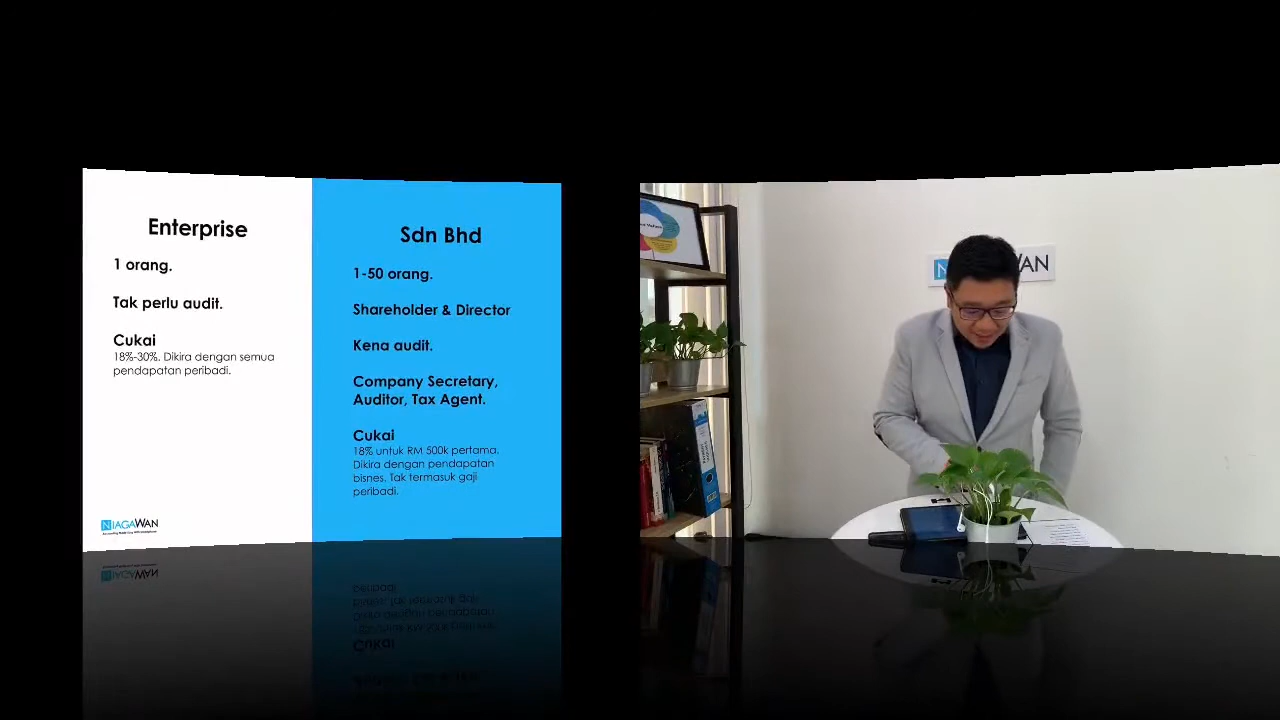 Enterprise
1 orang.
Tak perlu audit.
Cukai
18%-30%. Dikira dengan semua
pendapatan peribadi.
NIAGAWAN
Sdn Bhd
1-50 orang.
Shareholder & Director
Kena audit.
Company Secretary,
Auditor, Tax Agent.
Cukai
18% untuk RM 500k pertama.
Dikira dengan pendapatan
bisnes. Tak termasuk gaji
peribadi.
WAN